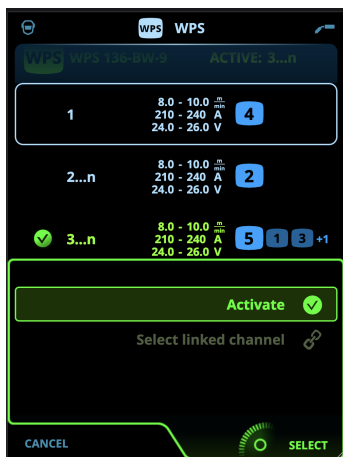 WPS WPS
WPS WPS 136-BW-9 ACTIVE: 3...n
1 8.0 - 10.0 m/min 4
210 - 240 A
24.0 - 26.0 V
2...n 8.0 - 10.0 m/min 2
210 - 240 A
24.0 - 26.0 V
3...n 8.0 - 10.0 m/min 5 1 3 +1
210 - 240 A
24.0 - 26.0 V
Activate
Select linked channel
CANCEL SELECT